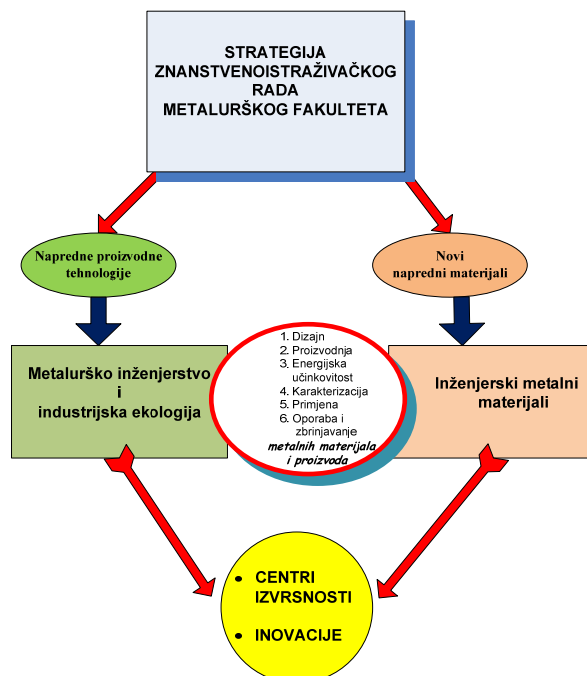 STRATEGIJA
ZNANSTVENOISTRAŽIVAČKOG
RADA
METALURŠKOG FAKULTETA
Napredne proizvodne
tehnologije
Novi
napredni materijali
Metalurško inženjerstvo
i
industrijska ekologija
1. Dizajn
2. Proizvodnja
3. Energijska
učinkovitost
4. Karakterizacija
5. Primjena
6. Oporaba i
zbrinjavanje
metalnih materijala
i proizvoda
Inženjerski metalni
materijali
• CENTRI
IZVRSNOSTI
• INOVACIJE